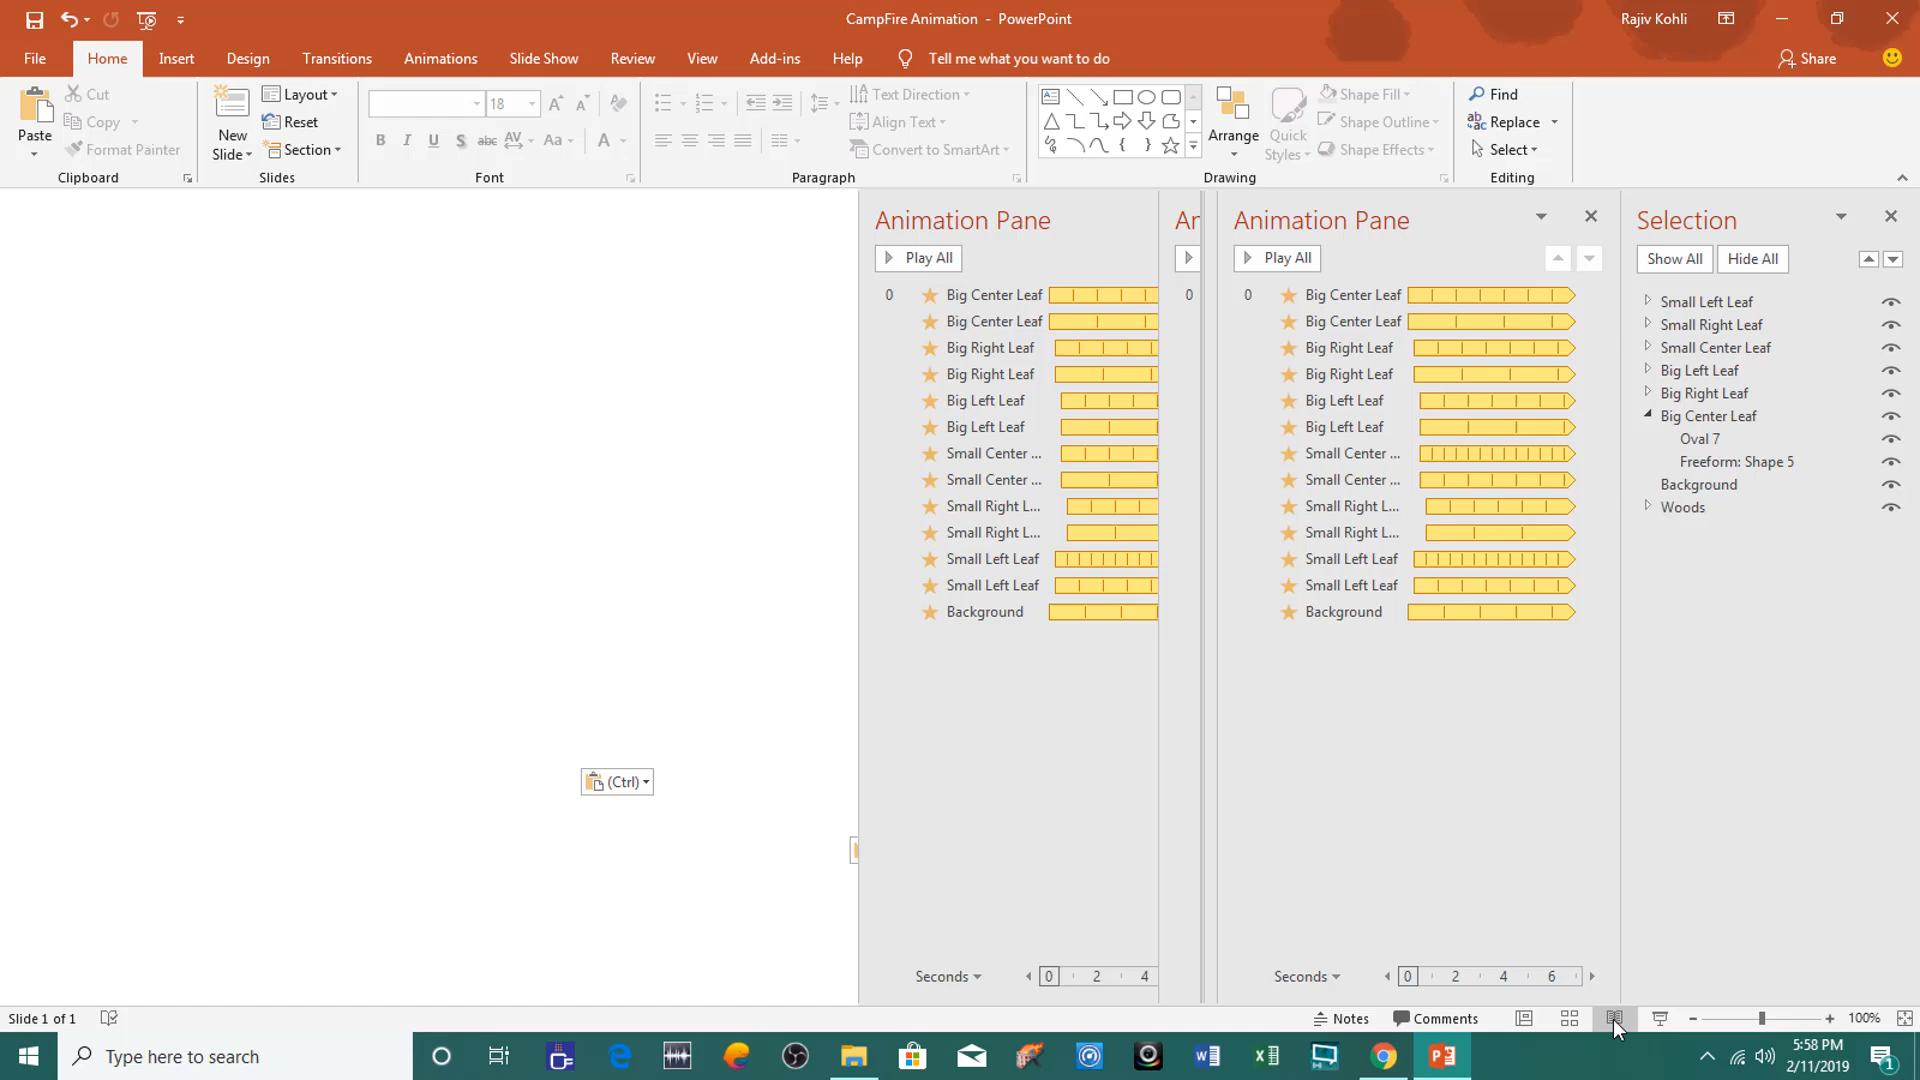 CampFire Animation - PowerPoint
Rajiv Kohli
File Home Insert Design Transitions Animations Slide Show Review View Add-ins Help Tell me what you want to do Share
Paste
Cut
Copy
Format Painter
Clipboard
New Slide
Layout
Reset
Section
Slides
18
B I U S abc AV Aa A
Font
Paragraph
Text Direction
Align Text
Convert to SmartArt
Arrange
Quick Styles
Shape Fill
Shape Outline
Shape Effects
Drawing
Find
Replace
Select
Editing
(Ctrl)
Animation Pane
Play All
0 Big Center Leaf
Big Center Leaf
Big Right Leaf
Big Right Leaf
Big Left Leaf
Big Left Leaf
Small Center ...
Small Center ...
Small Right L...
Small Right L...
Small Left Leaf
Small Left Leaf
Background
Seconds 0 2 4
Ar
0
Animation Pane
Play All
0 Big Center Leaf
Big Center Leaf
Big Right Leaf
Big Right Leaf
Big Left Leaf
Big Left Leaf
Small Center ...
Small Center ...
Small Right L...
Small Right L...
Small Left Leaf
Small Left Leaf
Background
Seconds 0 2 4 6
Selection
Show All Hide All
Small Left Leaf
Small Right Leaf
Small Center Leaf
Big Left Leaf
Big Right Leaf
Big Center Leaf
Oval 7
Freeform: Shape 5
Background
Woods
Slide 1 of 1
Notes Comments 100%
Type here to search
5:58 PM
2/11/2019
1